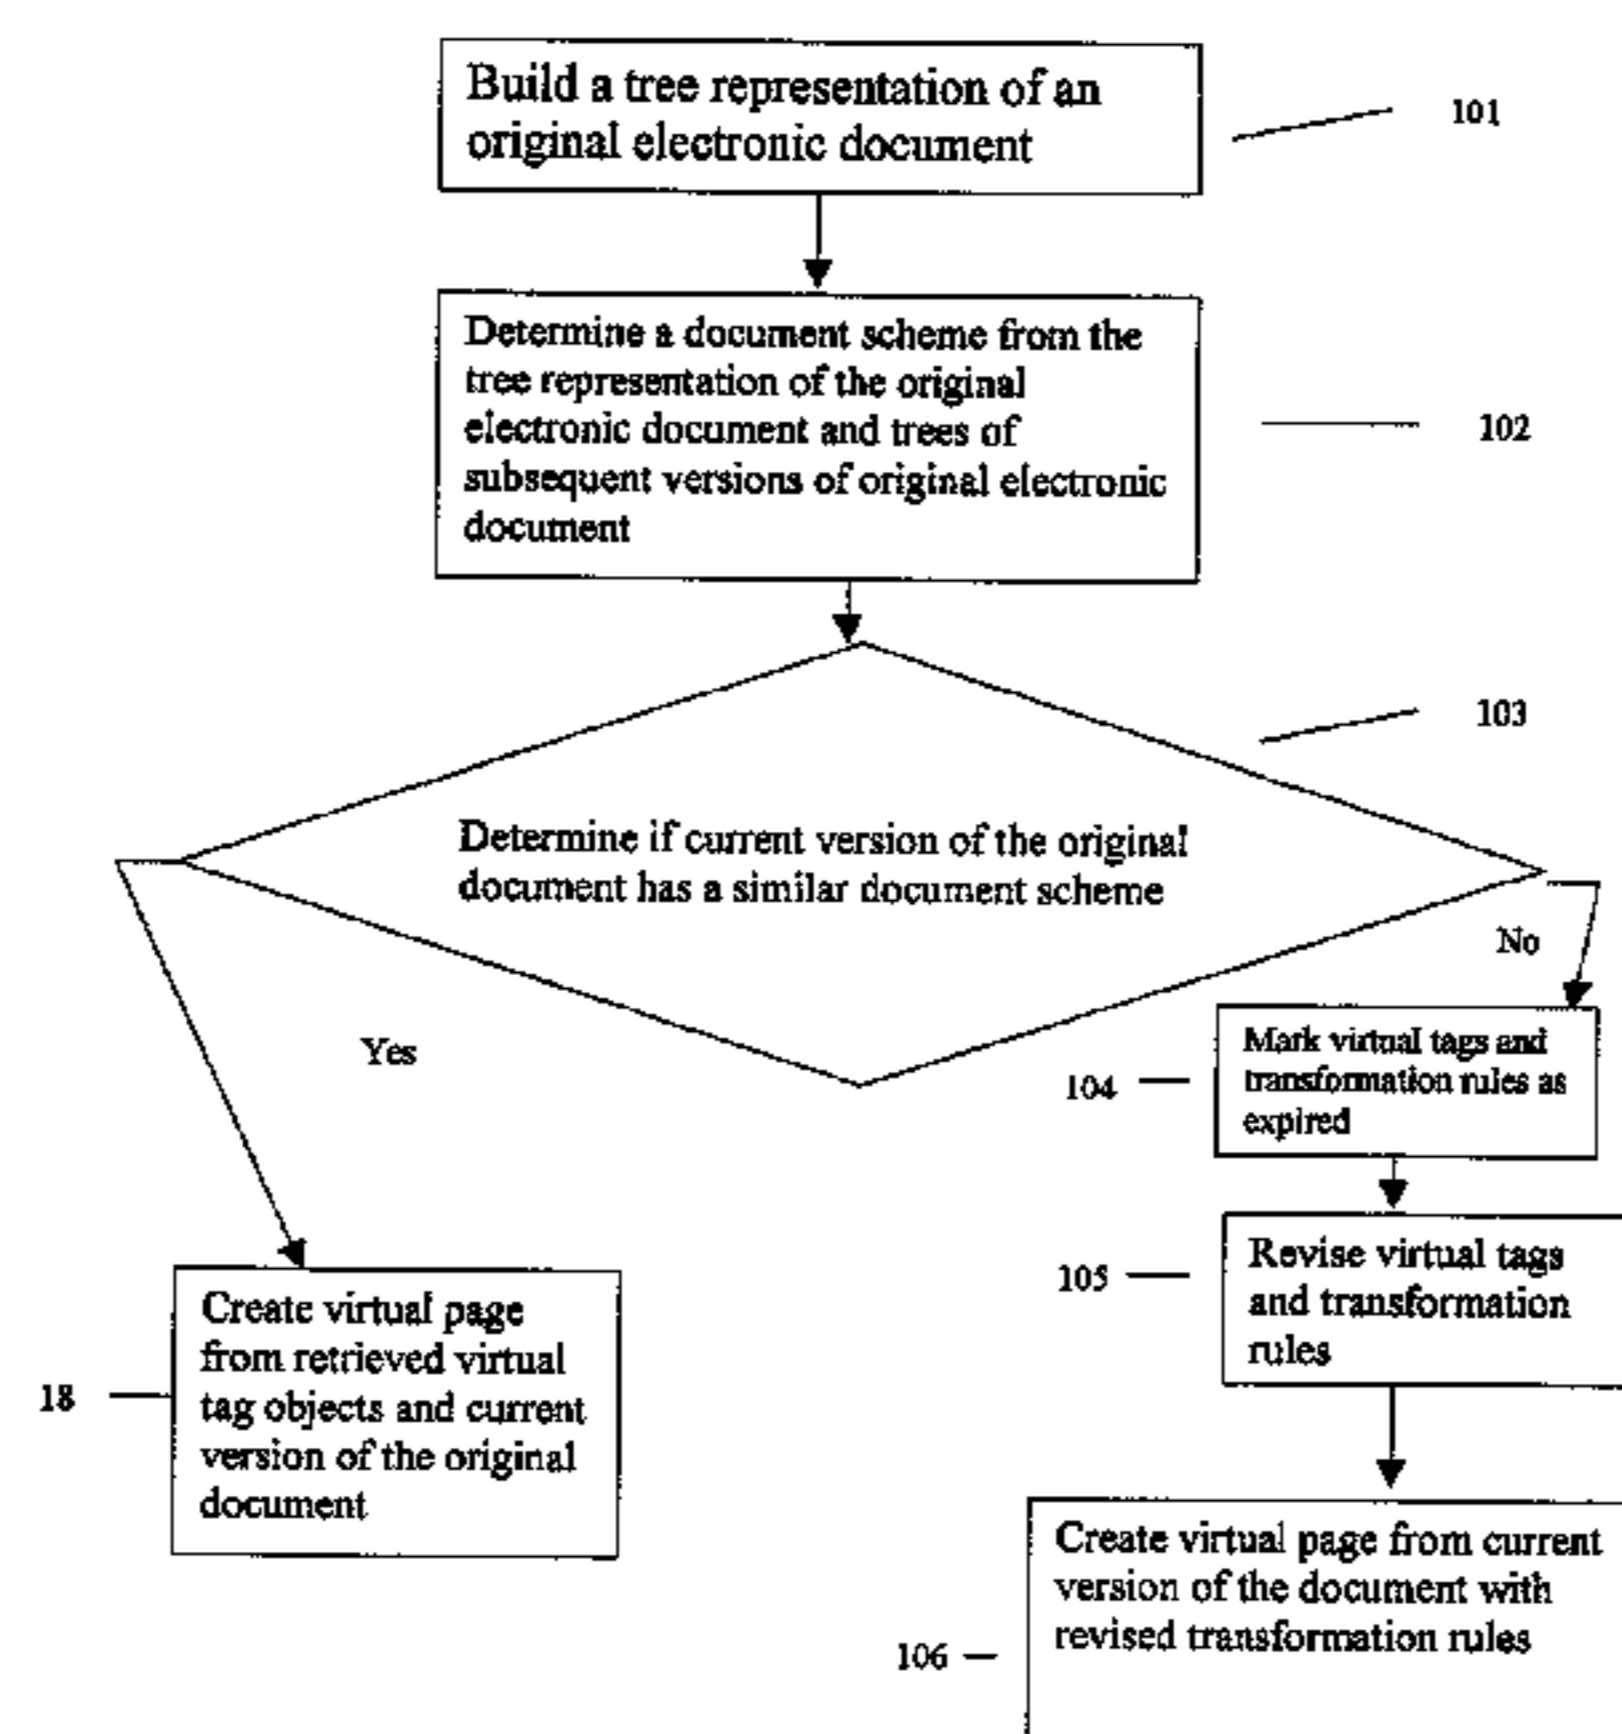 Build a tree representation of an
original electronic document
101
Determine a document scheme from the
tree representation of the original
electronic document and trees of
subsequent versions of original electronic
document
102
103
Determine if current version of the original
document has a similar document scheme
No
Yes
Mark virtual tags and
transformation rules as
expired
104
Revise virtual tags
and transformation
rules
105
Create virtual page
from retrieved virtual
tag objects and current
version of the original
document
18
Create virtual page from current
version of the document with
revised transformation rules
106